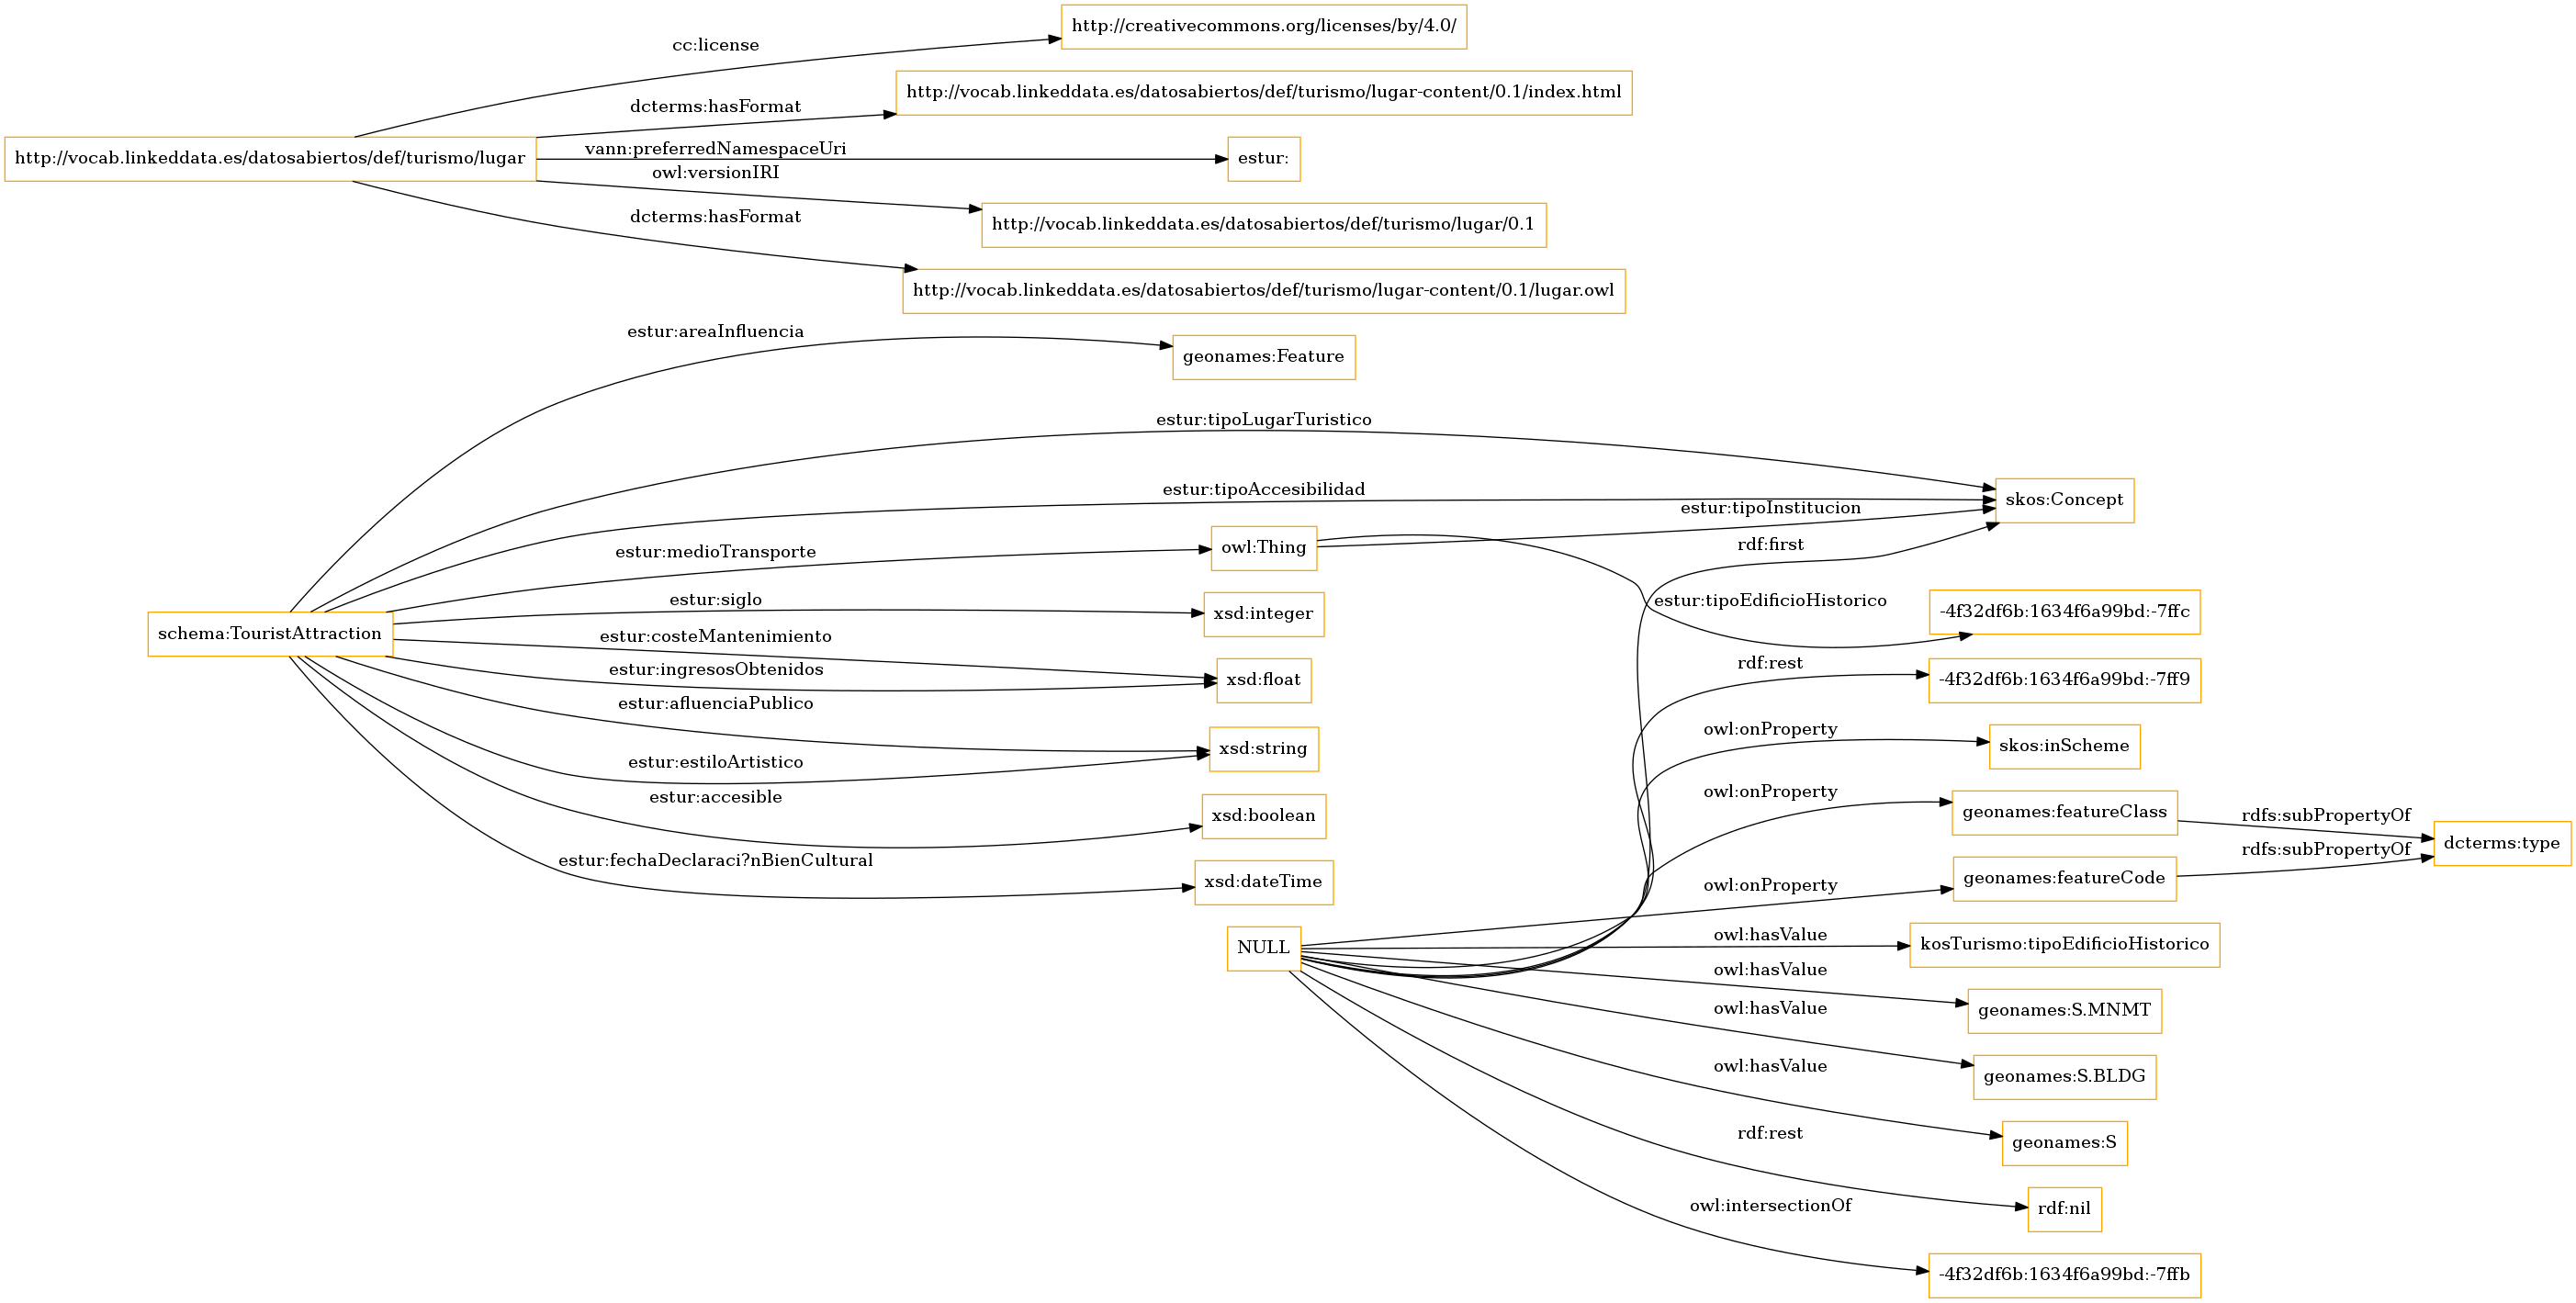 http://creativecommons.org/licenses/by/4.0/
cc:license
http://vocab.linkeddata.es/datosabiertos/def/turismo/lugar-content/0.1/index.html
dcterms:hasFormat
http://vocab.linkeddata.es/datosabiertos/def/turismo/lugar
vann:preferredNamespaceUri
estur:
owl:versionIRI
http://vocab.linkeddata.es/datosabiertos/def/turismo/lugar/0.1
dcterms:hasFormat
http://vocab.linkeddata.es/datosabiertos/def/turismo/lugar-content/0.1/lugar.owl
estur:areaInfluencia
geonames:Feature
estur:tipoLugarTuristico
estur:tipoAccesibilidad
skos:Concept
estur:tipoInstitucion
estur:medioTransporte
owl:Thing
rdf:first
estur:siglo
xsd:integer
estur:tipoEdificioHistorico
-4f32df6b:1634f6a99bd:-7ffc
schema:TouristAttraction
estur:costeMantenimiento
estur:ingresosObtenidos
xsd:float
rdf:rest
-4f32df6b:1634f6a99bd:-7ff9
estur:afluenciaPublico
xsd:string
owl:onProperty
skos:inScheme
estur:estiloArtistico
estur:accesible
xsd:boolean
owl:onProperty
geonames:featureClass
rdfs:subPropertyOf
dcterms:type
rdfs:subPropertyOf
estur:fechaDeclaraci?nBienCultural
xsd:dateTime
owl:onProperty
geonames:featureCode
NULL
owl:hasValue
kosTurismo:tipoEdificioHistorico
owl:hasValue
geonames:S.MNMT
owl:hasValue
geonames:S.BLDG
owl:hasValue
geonames:S
rdf:rest
rdf:nil
owl:intersectionOf
-4f32df6b:1634f6a99bd:-7ffb